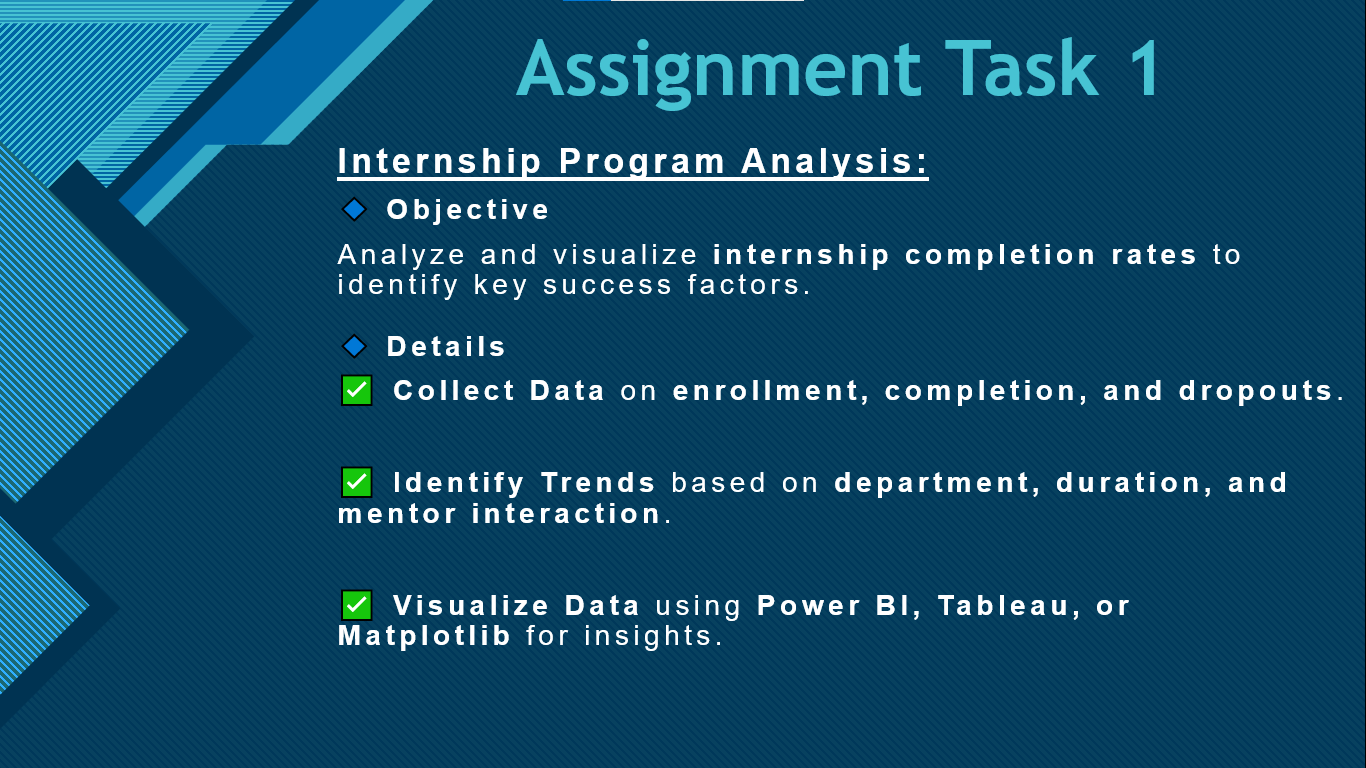 Assignment Task 1
Internship Program Analysis:
Objective
Analyze and visualize internship completion rates to
identify key success factors.
Details
Collect Data on enrollment, completion, and dropouts.
Identify Trends based on department, duration, and
mentor interaction.
Visualize Data using Power BI, Tableau, or
Matplotlib for insights.